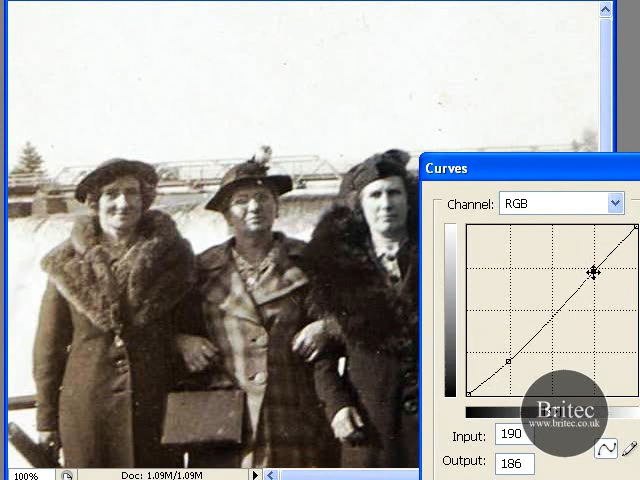 Curves
Channel: RGB
Britec
www.britec.co.uk
Input: 190
Output: 186
100% Doc: 1.09M/1.09M